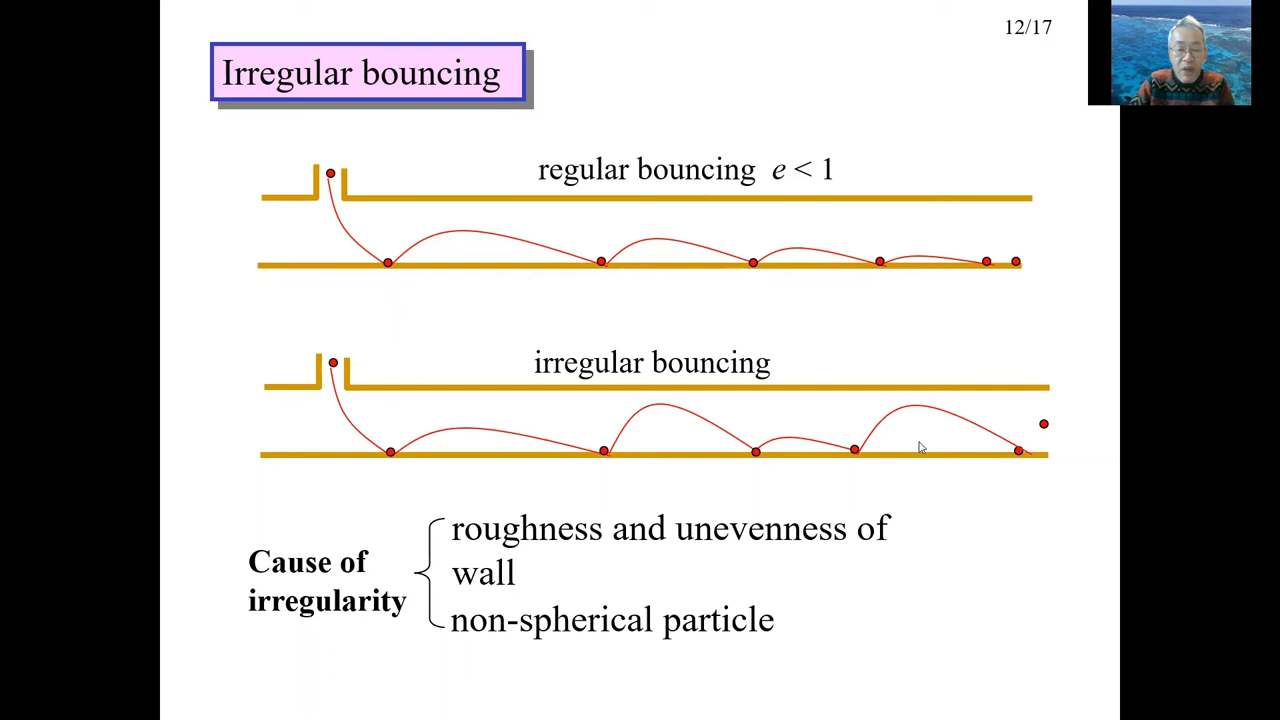 12/17
Irregular bouncing
regular bouncing e < 1
irregular bouncing
roughness and unevenness of
wall
Cause of
irregularity
non-spherical particle